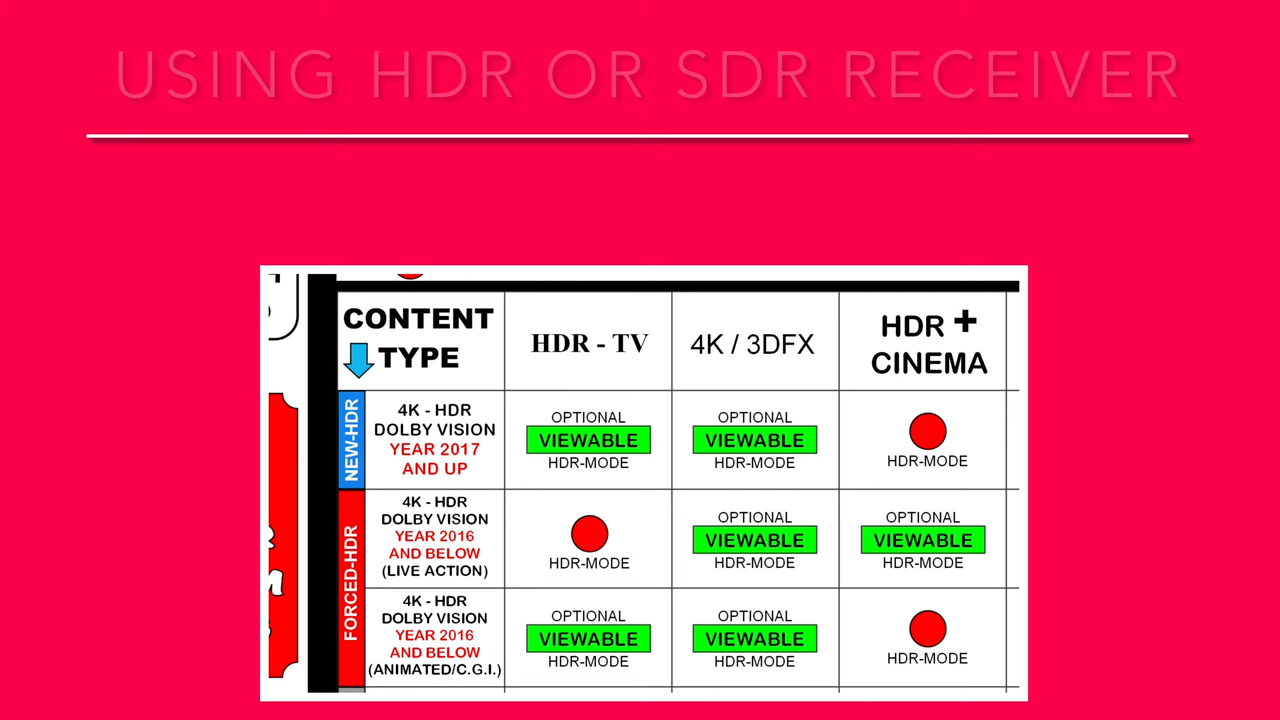 USING HDR OR SDR RECEIVER
CONTENT
TYPE
HDR - TV
4K / 3DFX
HDR +
CINEMA
NEW-HDR
4K - HDR
DOLBY VISION
YEAR 2017
AND UP
OPTIONAL
VIEWABLE
HDR-MODE
OPTIONAL
VIEWABLE
HDR-MODE
HDR-MODE
FORCED-HDR
4K - HDR
DOLBY VISION
YEAR 2016
AND BELOW
(LIVE ACTION)
HDR-MODE
OPTIONAL
VIEWABLE
HDR-MODE
OPTIONAL
VIEWABLE
HDR-MODE
4K - HDR
DOLBY VISION
YEAR 2016
AND BELOW
(ANIMATED/C.G.I.)
OPTIONAL
VIEWABLE
HDR-MODE
OPTIONAL
VIEWABLE
HDR-MODE
HDR-MODE